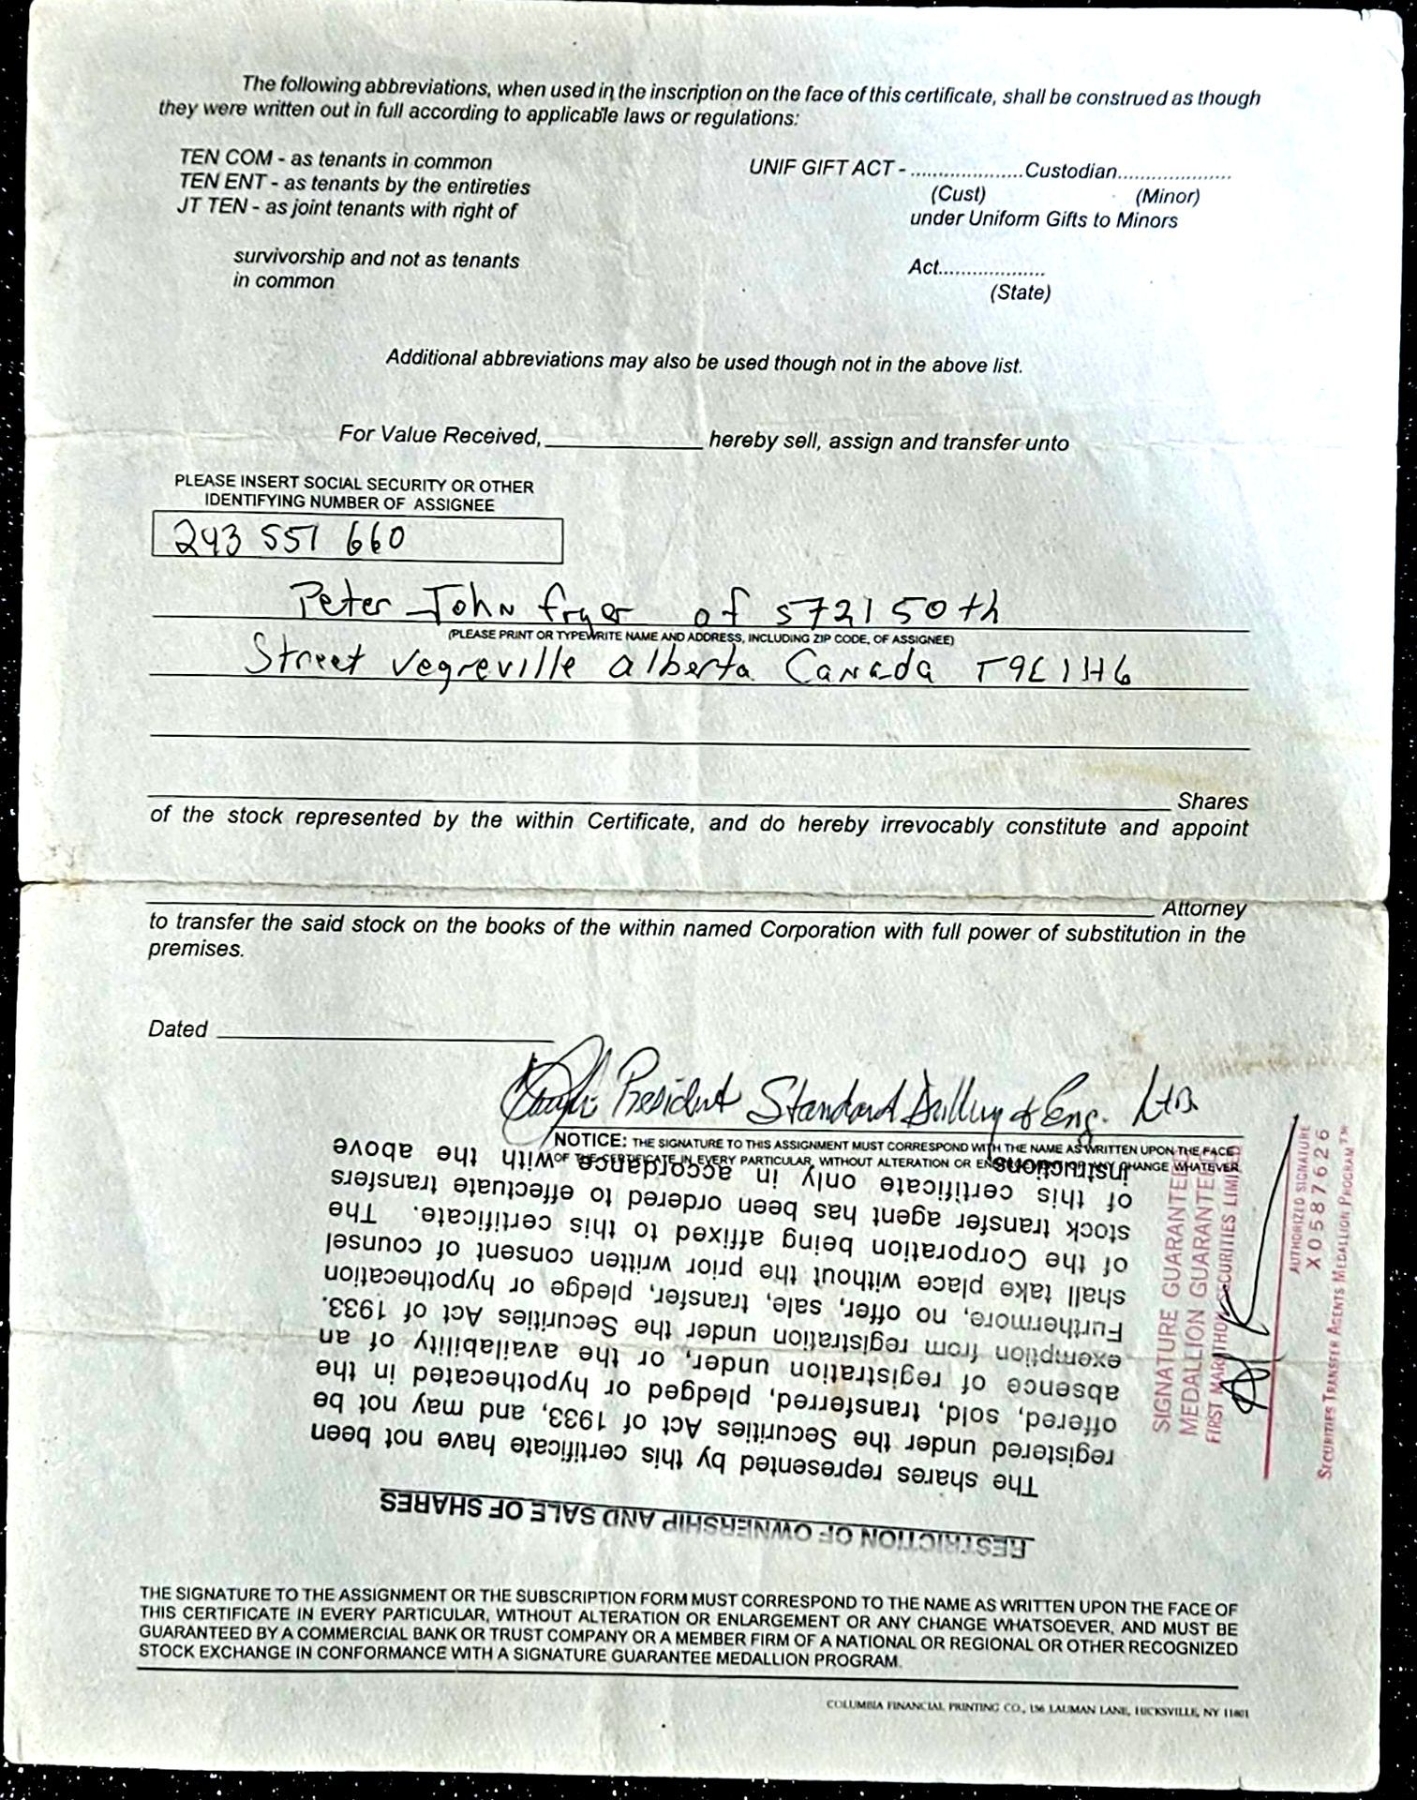 The following abbreviations, when used in the inscription on the face of this certificate, shall be construed as though
they were written out in full according to applicable laws or regulations:
TEN COM - as tenants in common
TEN ENT - as tenants by the entireties
JT TEN - as joint tenants with right of
survivorship and not as tenants
in common
UNIF GIFT ACT - ....................Custodian....................
(Cust) (Minor)
under Uniform Gifts to Minors
Act...................
(State)
Additional abbreviations may also be used though not in the above list.
For Value Received, ______________ hereby sell, assign and transfer unto
PLEASE INSERT SOCIAL SECURITY OR OTHER
IDENTIFYING NUMBER OF ASSIGNEE
243 551 660
Peter John fryer of 5721 50th
(PLEASE PRINT OR TYPEWRITE NAME AND ADDRESS, INCLUDING ZIP CODE, OF ASSIGNEE)
Street Vegreville alberta Canada T9C1H6
Shares
of the stock represented by the within Certificate, and do hereby irrevocably constitute and appoint
Attorney
to transfer the said stock on the books of the within named Corporation with full power of substitution in the
premises.
Dated
President Standard Drilling & Eng. Ltd.
NOTICE: THE SIGNATURE TO THIS ASSIGNMENT MUST CORRESPOND WITH THE NAME AS WRITTEN UPON THE FACE
OF THE CERTIFICATE IN EVERY PARTICULAR, WITHOUT ALTERATION OR ENLARGEMENT OR ANY CHANGE WHATEVER.
RESTRICTION OF OWNERSHIP AND SALE OF SHARES
The shares represented by this certificate have not been
registered under the Securities Act of 1933, and may not be
offered, sold, transferred, pledged or hypothecated in the
absence of registration under, or the availability of an
exemption from registration under the Securities Act of 1933.
Furthermore, no offer, sale, transfer, pledge or hypothecation
shall take place without the prior written consent of counsel
of the Corporation being affixed to this certificate. The
stock transfer agent has been ordered to effectuate transfers
of this certificate only in accordance with the above
instructions.
SIGNATURE GUARANTEED
MEDALLION GUARANTEED
FIRST MARATHON SECURITIES LIMITED
AUTHORIZED SIGNATURE
X0587626
SECURITIES TRANSFER AGENTS MEDALLION PROGRAM™
THE SIGNATURE TO THE ASSIGNMENT OR THE SUBSCRIPTION FORM MUST CORRESPOND TO THE NAME AS WRITTEN UPON THE FACE OF
THIS CERTIFICATE IN EVERY PARTICULAR, WITHOUT ALTERATION OR ENLARGEMENT OR ANY CHANGE WHATSOEVER, AND MUST BE
GUARANTEED BY A COMMERCIAL BANK OR TRUST COMPANY OR A MEMBER FIRM OF A NATIONAL OR REGIONAL OR OTHER RECOGNIZED
STOCK EXCHANGE IN CONFORMANCE WITH A SIGNATURE GUARANTEE MEDALLION PROGRAM.
COLUMBIA FINANCIAL PRINTING CO., 156 LAUMAN LANE, HICKSVILLE, NY 11801